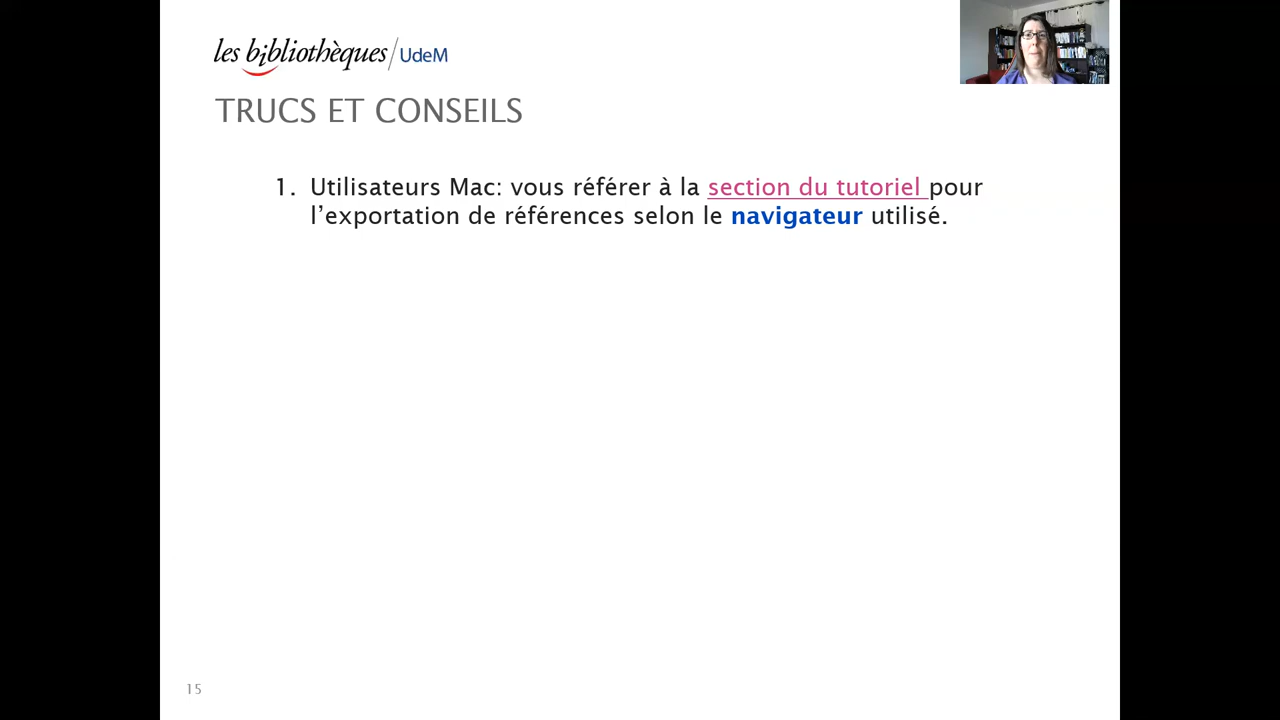 les bibliothèques/UdeM
TRUCS ET CONSEILS
1. Utilisateurs Mac: vous référer à la section du tutoriel pour
l’exportation de références selon le navigateur utilisé.
15